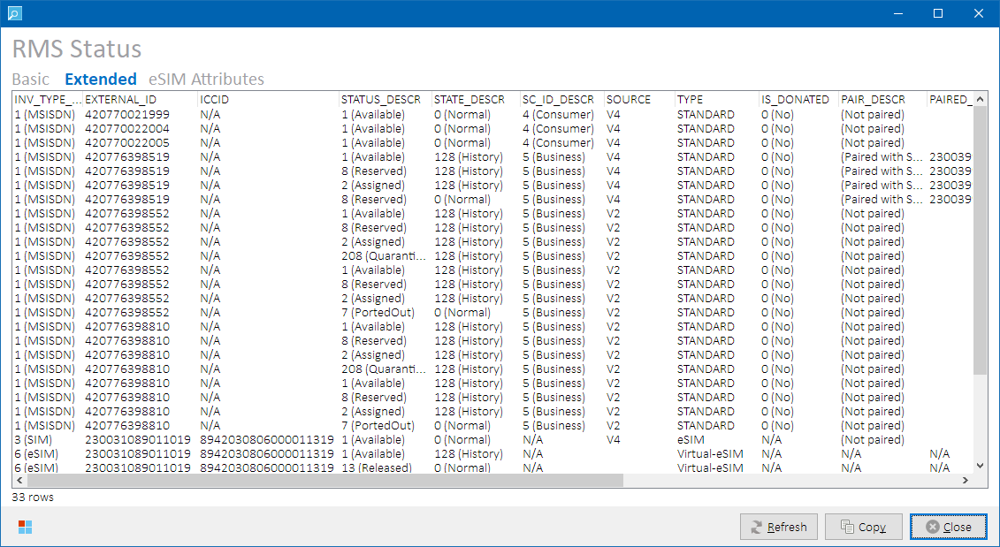 RMS Status
Basic Extended eSIM Attributes
INV_TYPE_... EXTERNAL_ID ICCID STATUS_DESCR STATE_DESCR SC_ID_DESCR SOURCE TYPE IS_DONATED PAIR_DESCR PAIRED_
1 (MSISDN) 420770021999 N/A 1 (Available) 0 (Normal) 4 (Consumer) V4 STANDARD 0 (No) (Not paired)
1 (MSISDN) 420770022004 N/A 1 (Available) 0 (Normal) 4 (Consumer) V4 STANDARD 0 (No) (Not paired)
1 (MSISDN) 420770022005 N/A 1 (Available) 0 (Normal) 4 (Consumer) V4 STANDARD 0 (No) (Not paired)
1 (MSISDN) 420776398519 N/A 1 (Available) 128 (History) 5 (Business) V4 STANDARD 0 (No) (Paired with S... 230039
1 (MSISDN) 420776398519 N/A 8 (Reserved) 128 (History) 5 (Business) V4 STANDARD 0 (No) (Paired with S... 230039
1 (MSISDN) 420776398519 N/A 2 (Assigned) 128 (History) 5 (Business) V4 STANDARD 0 (No) (Paired with S... 230039
1 (MSISDN) 420776398519 N/A 8 (Reserved) 0 (Normal) 5 (Business) V4 STANDARD 0 (No) (Paired with S... 230039
1 (MSISDN) 420776398552 N/A 1 (Available) 128 (History) 5 (Business) V2 STANDARD 0 (No) (Not paired)
1 (MSISDN) 420776398552 N/A 8 (Reserved) 128 (History) 5 (Business) V2 STANDARD 0 (No) (Not paired)
1 (MSISDN) 420776398552 N/A 2 (Assigned) 128 (History) 5 (Business) V2 STANDARD 0 (No) (Not paired)
1 (MSISDN) 420776398552 N/A 208 (Quaranti... 128 (History) 5 (Business) V2 STANDARD 0 (No) (Not paired)
1 (MSISDN) 420776398552 N/A 1 (Available) 128 (History) 5 (Business) V2 STANDARD 0 (No) (Not paired)
1 (MSISDN) 420776398552 N/A 8 (Reserved) 128 (History) 5 (Business) V2 STANDARD 0 (No) (Not paired)
1 (MSISDN) 420776398552 N/A 2 (Assigned) 128 (History) 5 (Business) V2 STANDARD 0 (No) (Not paired)
1 (MSISDN) 420776398552 N/A 7 (PortedOut) 0 (Normal) 5 (Business) V2 STANDARD 0 (No) (Not paired)
1 (MSISDN) 420776398810 N/A 1 (Available) 128 (History) 5 (Business) V2 STANDARD 0 (No) (Not paired)
1 (MSISDN) 420776398810 N/A 8 (Reserved) 128 (History) 5 (Business) V2 STANDARD 0 (No) (Not paired)
1 (MSISDN) 420776398810 N/A 2 (Assigned) 128 (History) 5 (Business) V2 STANDARD 0 (No) (Not paired)
1 (MSISDN) 420776398810 N/A 208 (Quaranti... 128 (History) 5 (Business) V2 STANDARD 0 (No) (Not paired)
1 (MSISDN) 420776398810 N/A 1 (Available) 128 (History) 5 (Business) V2 STANDARD 0 (No) (Not paired)
1 (MSISDN) 420776398810 N/A 8 (Reserved) 128 (History) 5 (Business) V2 STANDARD 0 (No) (Not paired)
1 (MSISDN) 420776398810 N/A 2 (Assigned) 128 (History) 5 (Business) V2 STANDARD 0 (No) (Not paired)
1 (MSISDN) 420776398810 N/A 7 (PortedOut) 0 (Normal) 5 (Business) V2 STANDARD 0 (No) (Not paired)
3 (SIM) 230031089011019 8942030806000011319 1 (Available) 0 (Normal) N/A V4 eSIM N/A (Not paired)
6 (eSIM) 230031089011019 8942030806000011319 1 (Available) 128 (History) N/A Virtual-eSIM N/A N/A N/A
6 (eSIM) 230031089011019 8942030806000011319 13 (Released) 0 (Normal) N/A Virtual-eSIM N/A N/A N/A
33 rows
Refresh Copy Close